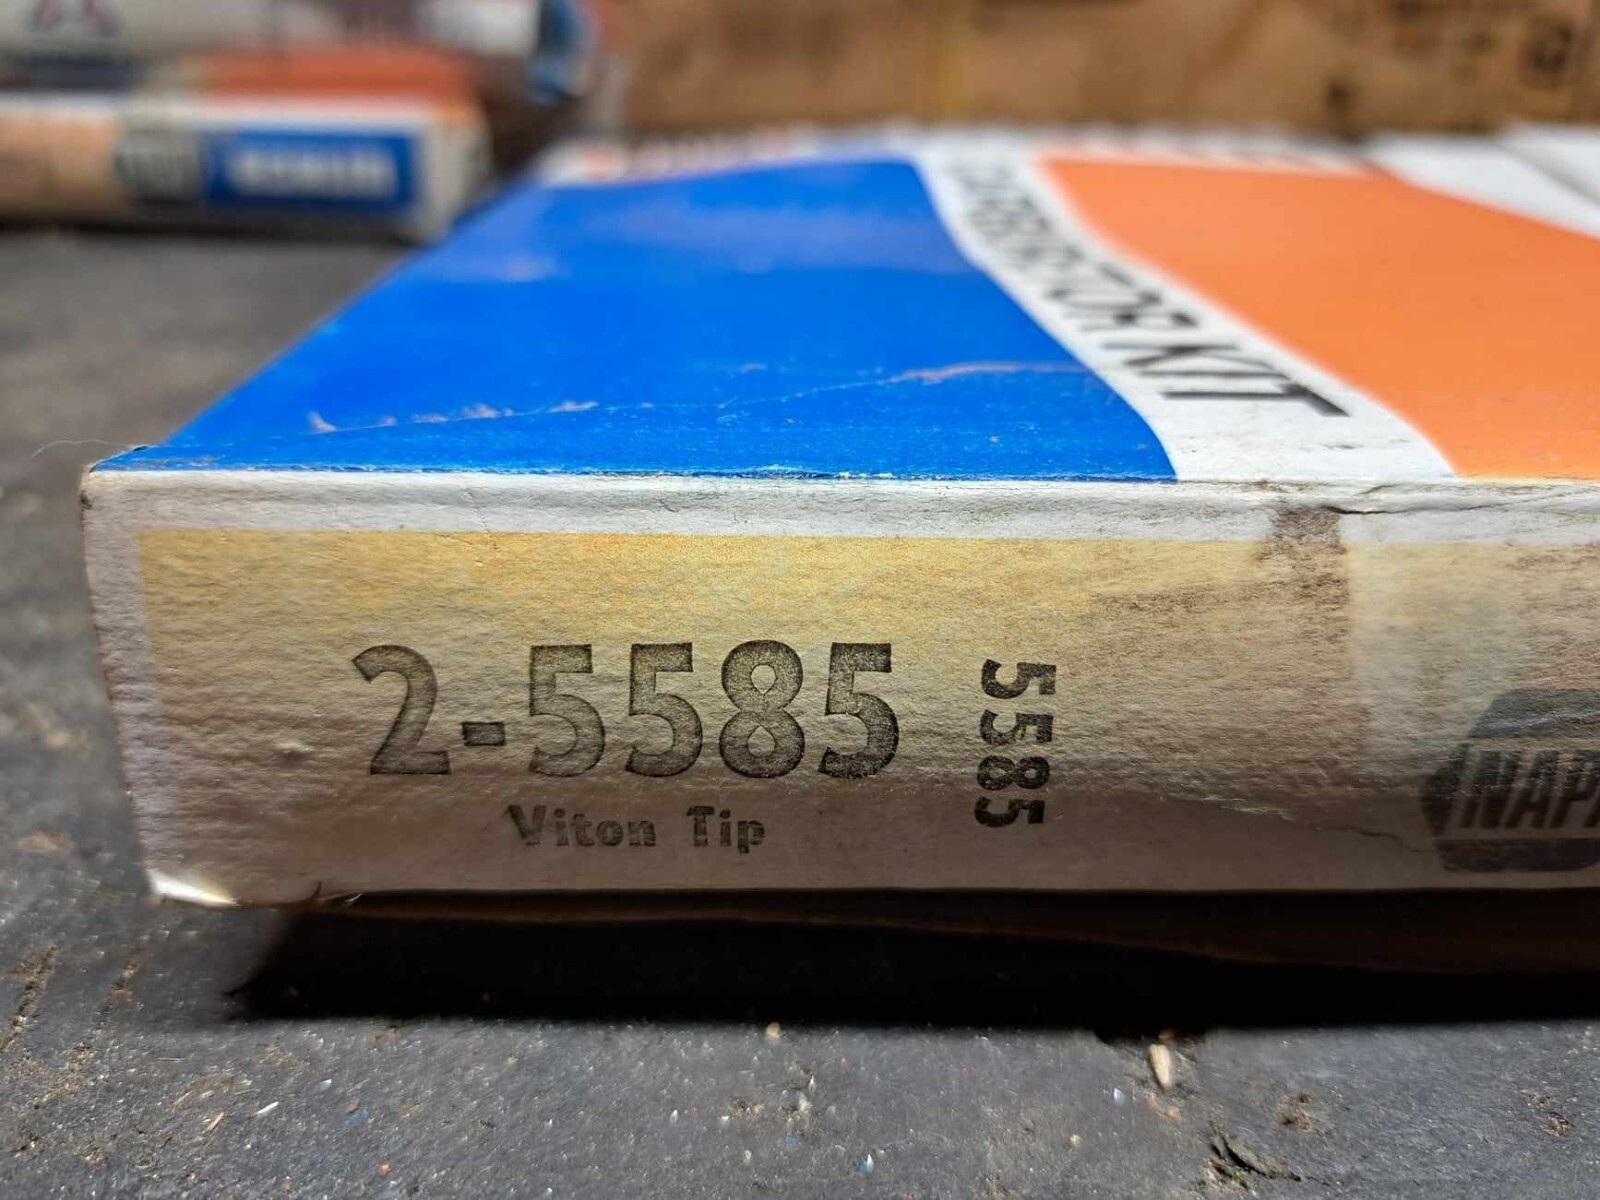 CARBURETOR KIT
2-5585
Viton Tip
5585
NAPA